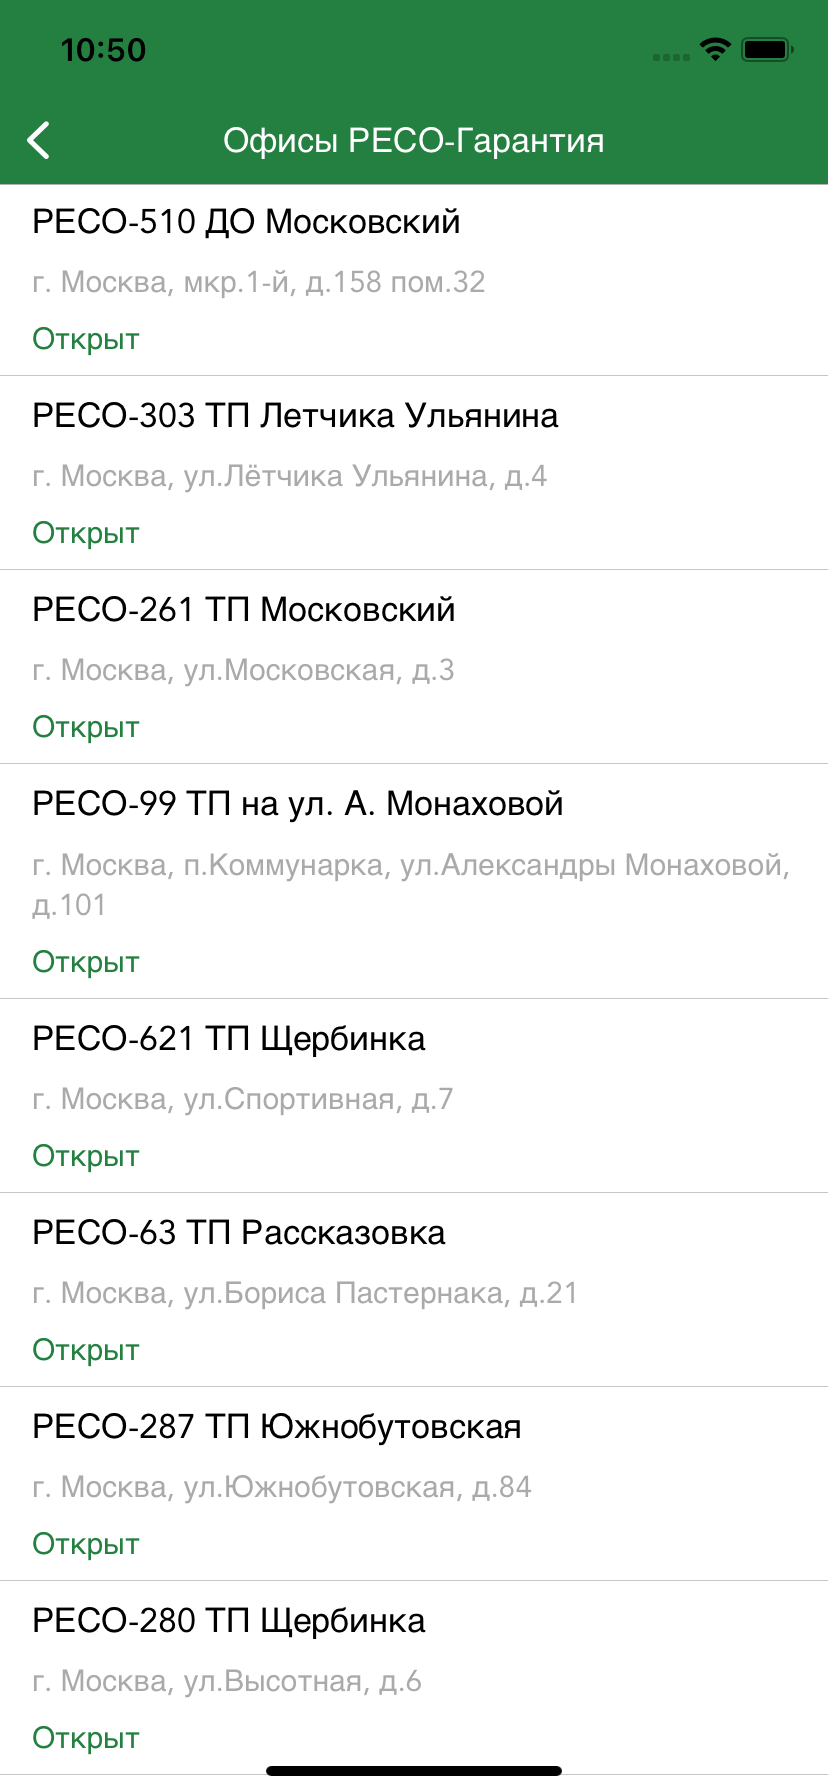 10:50
Офисы РЕСО-Гарантия
РЕСО-510 ДО Московский
г. Москва, мкр.1-й, д.158 пом.32
Открыт
РЕСО-303 ТП Летчика Ульянина
г. Москва, ул.Лётчика Ульянина, д.4
Открыт
РЕСО-261 ТП Московский
г. Москва, ул.Московская, д.3
Открыт
РЕСО-99 ТП на ул. А. Монаховой
г. Москва, п.Коммунарка, ул.Александры Монаховой,
д.101
Открыт
РЕСО-621 ТП Щербинка
г. Москва, ул.Спортивная, д.7
Открыт
РЕСО-63 ТП Рассказовка
г. Москва, ул.Бориса Пастернака, д.21
Открыт
РЕСО-287 ТП Южнобутовская
г. Москва, ул.Южнобутовская, д.84
Открыт
РЕСО-280 ТП Щербинка
г. Москва, ул.Высотная, д.6
Открыт